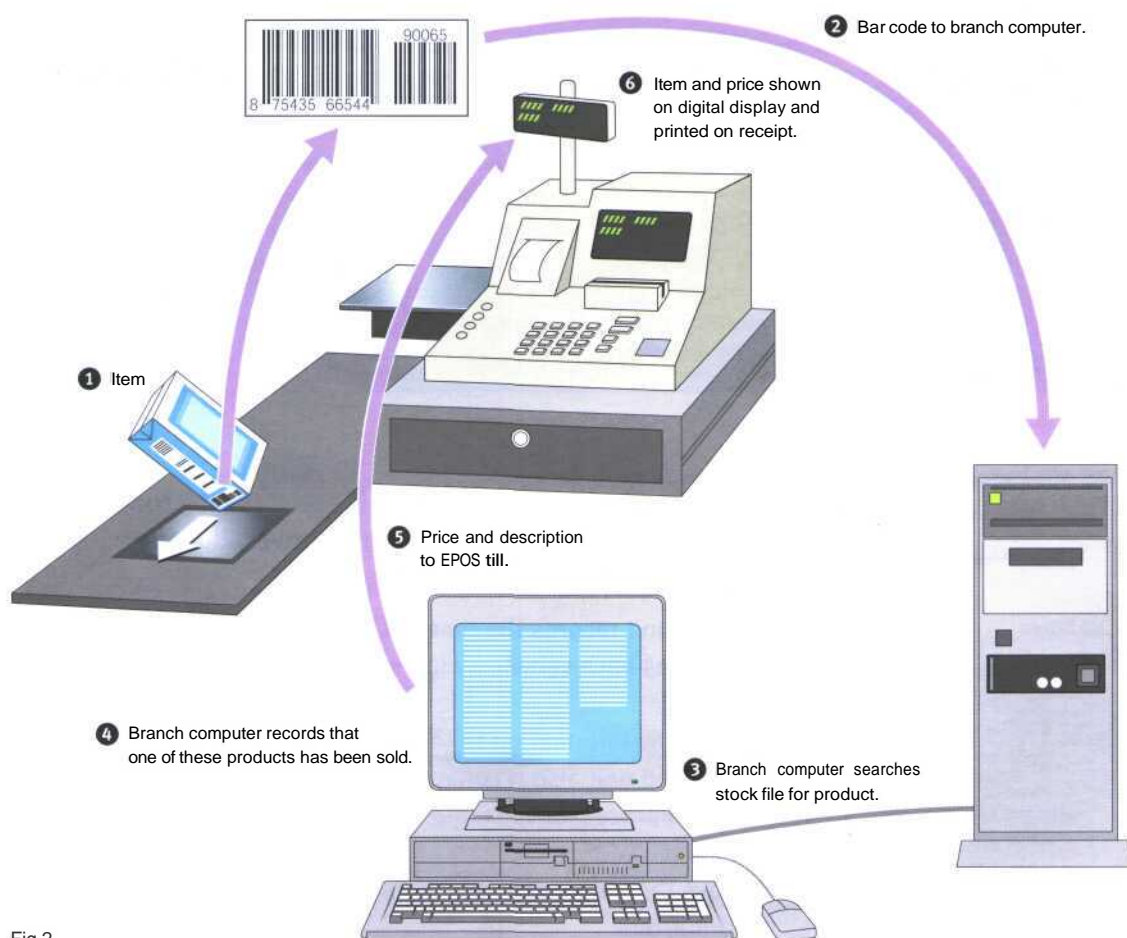 90065
8 75435 66544
2 Bar code to branch computer.
6 Item and price shown
on digital display and
printed on receipt.
1 Item
5 Price and description
to EPOS till.
4 Branch computer records that
one of these products has been sold.
3 Branch computer searches
stock file for product.